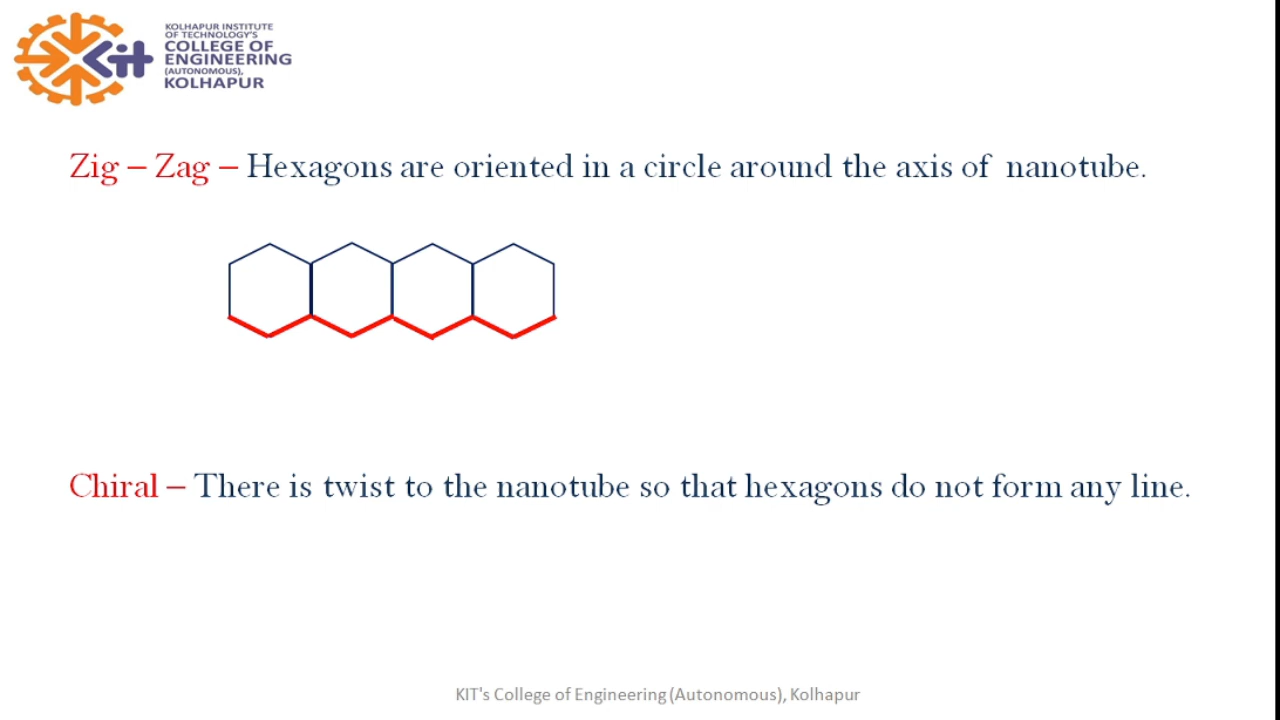 KOLHAPUR INSTITUTE
OF TECHNOLOGY'S
COLLEGE OF
ENGINEERING
(AUTONOMOUS),
KOLHAPUR
kit
Zig – Zag – Hexagons are oriented in a circle around the axis of nanotube.
Chiral – There is twist to the nanotube so that hexagons do not form any line.
KIT's College of Engineering (Autonomous), Kolhapur